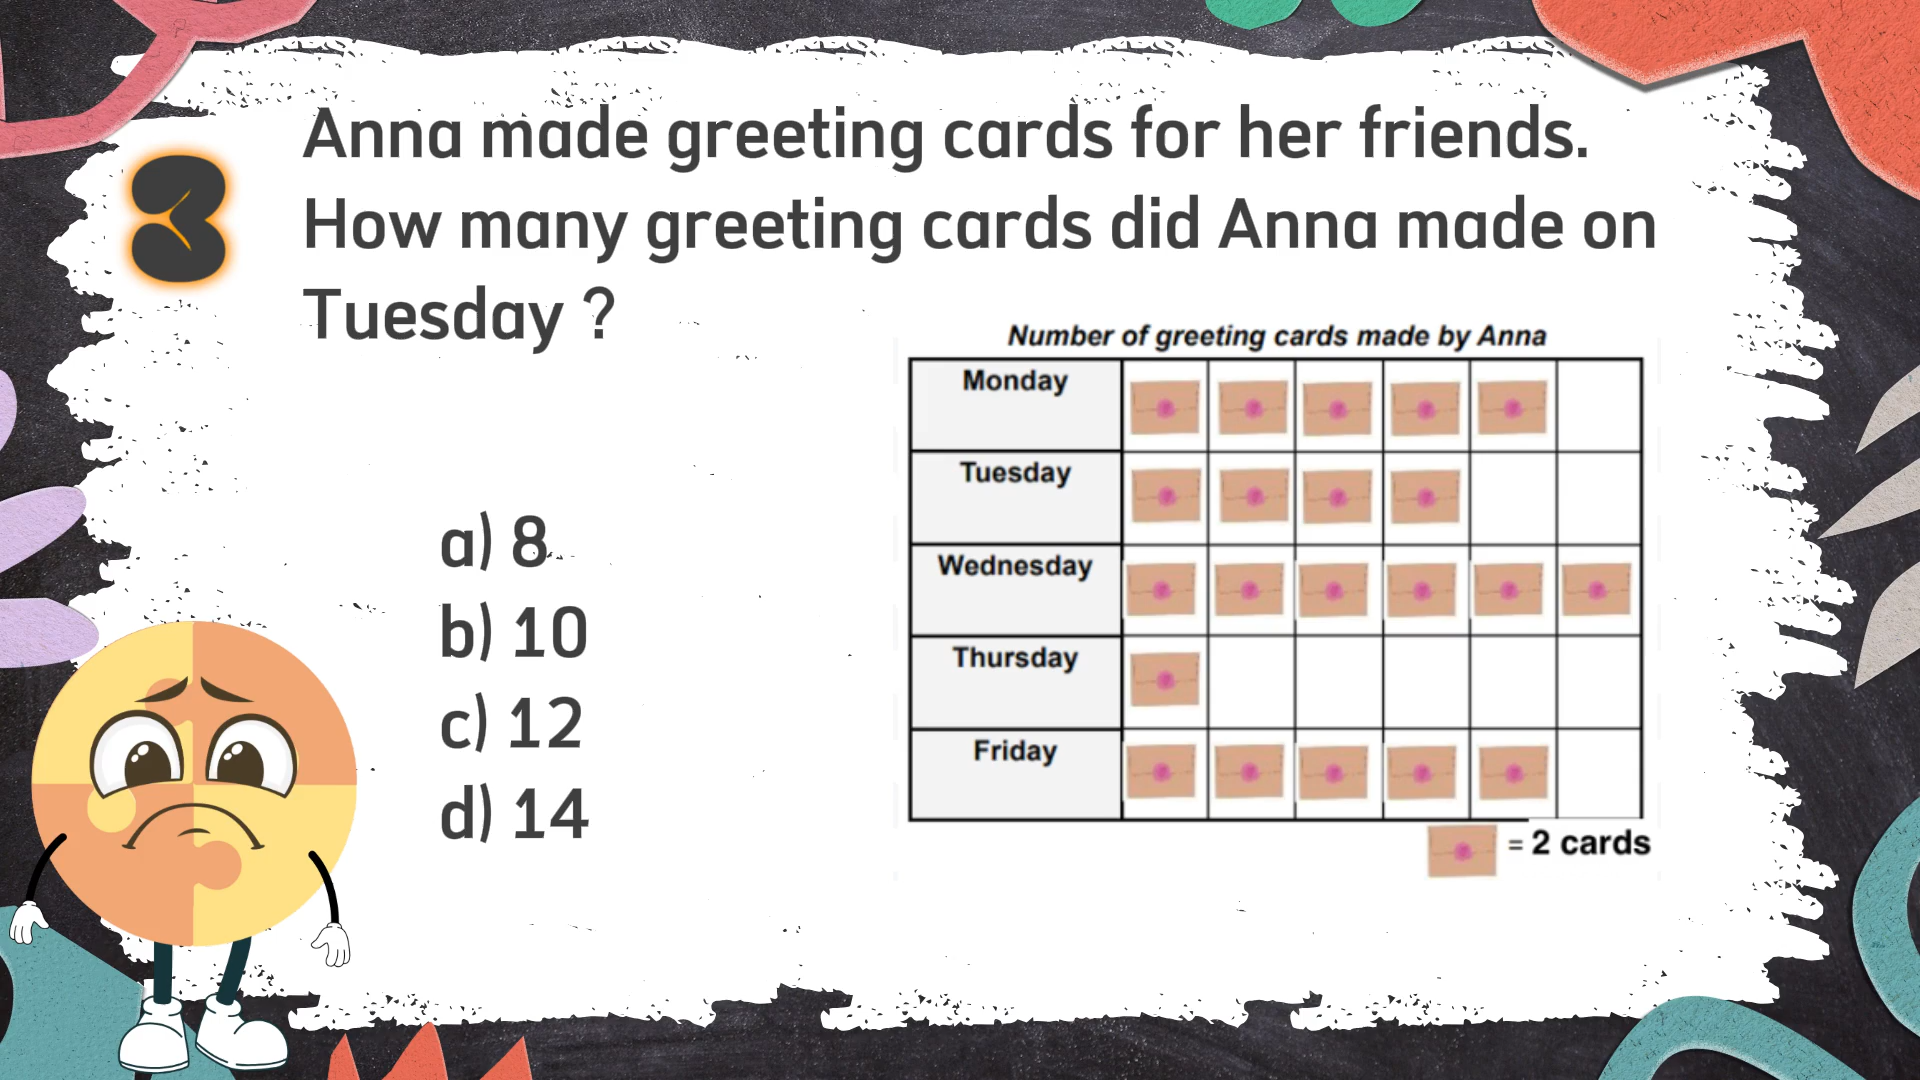 3
Anna made greeting cards for her friends.
How many greeting cards did Anna made on
Tuesday ?
a) 8
b) 10
c) 12
d) 14
Number of greeting cards made by Anna
Monday
Tuesday
Wednesday
Thursday
Friday
= 2 cards